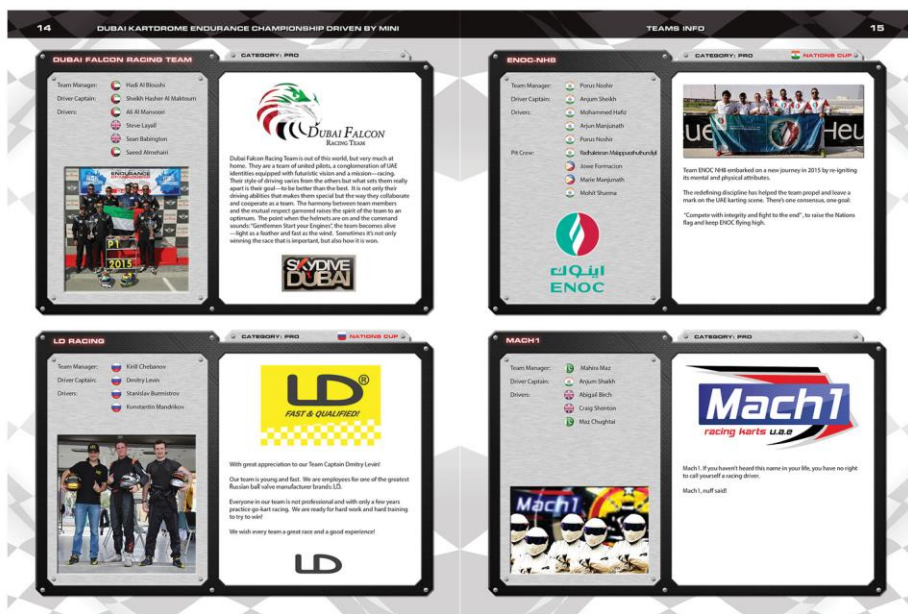 14 DUBAI KARTDROME ENDURANCE CHAMPIONSHIP DRIVEN BY MINI
TEAMS INFO 15
DUBAI FALCON RACING TEAM
CATEGORY: PRO
Team Manager: Hadi Al Bloushi
Driver Captain: Sheikh Hasher Al Maktoum
Drivers: Ali Al Mansoori
Steve Layall
Sean Babington
Saeed Almehairi
ENDURANCE
P1
2015
DUBAI FALCON
RACING TEAM
Dubai Falcon Racing Team is out of this world, but very much at
home. They are a team of united pilots, a conglomeration of UAE
identities equipped with futuristic vision and a mission---racing.
Their style of driving varies from the others but what sets them really
apart is their goal—to be better than the best. It is not only their
driving abilities that makes them special but the way they collaborate
and cooperate as a team. The harmony between team members
and the mutual respect garnered raises the spirit of the team to an
optimum. The point when the helmets are on and the command
sounds: "Gentlemen Start your Engines", the team becomes alive
—light as a feather and fast as the wind. Sometimes it's not only
winning the race that is important, but also how it is won.
SKYDIVE
DUBAI
ENOC-NH8
CATEGORY: PRO
NATIONS CUP
Team Manager: Porus Noshir
Driver Captain: Anjum Sheikh
Drivers: Mohammed Hafiz
Arjun Manjunath
Porus Noshir
Pit Crew:
Jowe Formacion
Marie Manjunath
Mohit Sharma
اينوك
ENOC
Team ENOC NH8 embarked on a new journey in 2015 by re-igniting
its mental and physical attributes.
The redefining discipline has helped the team propel and leave a
mark on the UAE karting scene. There's one consensus, one goal:
"Compete with integrity and fight to the end", to raise the Nations
flag and keep ENOC flying high.
LD RACING
CATEGORY: PRO
NATIONS CUP
Team Manager: Kirill Chebanov
Driver Captain: Dmitry Levin
Drivers: Stanislav Burmistrov
Konstantin Mandrikov
LD®
FAST & QUALIFIED!
With great appreciation to our Team Captain Dmitry Levin!
Our team is young and fast. We are employees for one of the greatest
Russian ball valve manufacturer brands: LD.
Everyone in our team is not professional and with only a few years
practice go-kart racing. We are ready for hard work and hard training
to try to win!
We wish every team a great race and a good experience!
LD
MACH1
CATEGORY: PRO
Team Manager: Mahira Maz
Driver Captain: Anjum Shaikh
Drivers: Abigail Birch
Craig Shenton
Maz Chughtai
Mach1
Mach1
racing karts u.a.e
Mach1. If you haven't heard this name in your life, you have no right
to call yourself a racing driver.
Mach1, nuff said!